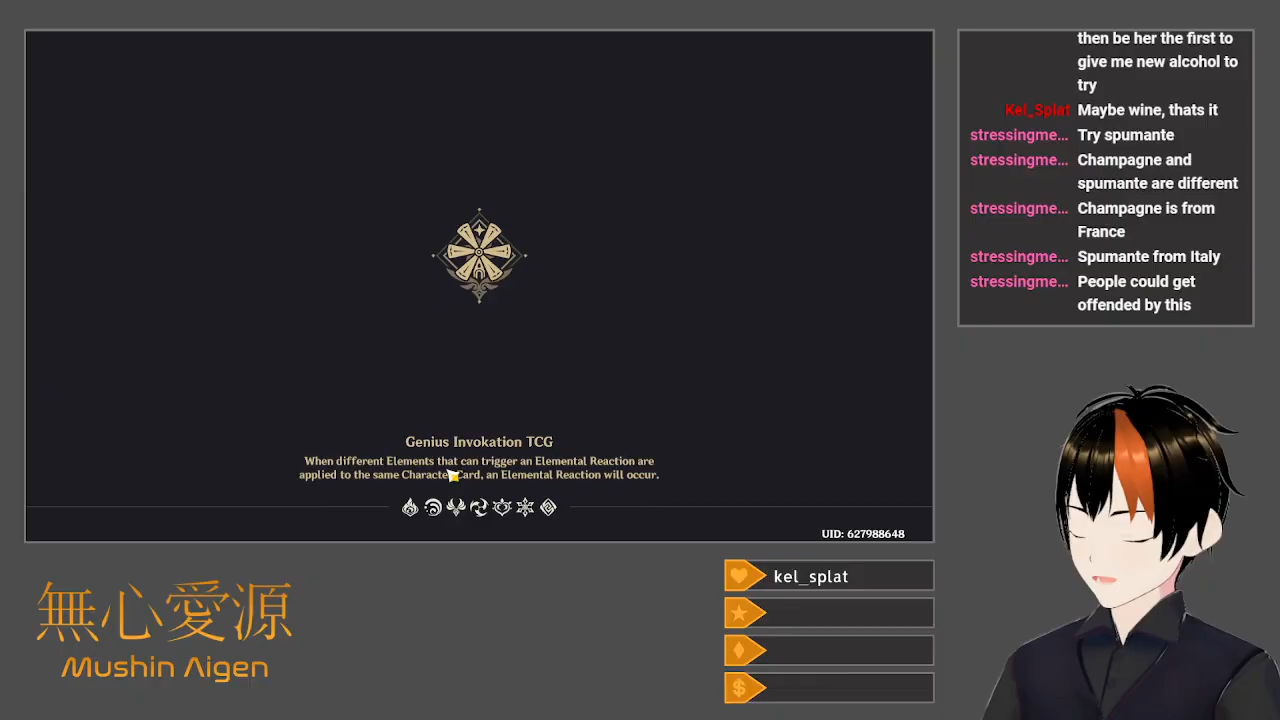 then be her the first to
give me new alcohol to
try
Kel_Splat Maybe wine, thats it
stressingme... Try spumante
stressingme... Champagne and
spumante are different
stressingme... Champagne is from
France
stressingme... Spumante from Italy
stressingme... People could get
offended by this
Genius Invokation TCG
When different Elements that can trigger an Elemental Reaction are
applied to the same Character Card, an Elemental Reaction will occur.
UID: 627988648
kel_splat
無心愛源
Mushin Aigen